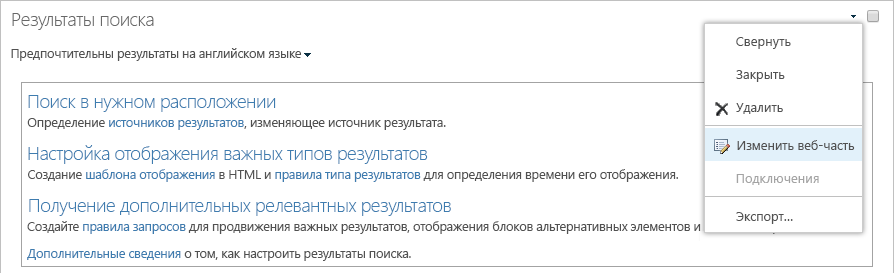 Результаты поиска
Предпочтительны результаты на английском языке
Свернуть
Закрыть
Удалить
Изменить веб-часть
Подключения
Экспорт...
Поиск в нужном расположении
Определение источников результатов, изменяющее источник результата.
Настройка отображения важных типов результатов
Создание шаблона отображения в HTML и правила типа результатов для определения времени его отображения.
Получение дополнительных релевантных результатов
Создайте правила запросов для продвижения важных результатов, отображения блоков альтернативных элементов и
Дополнительные сведения о том, как настроить результаты поиска.